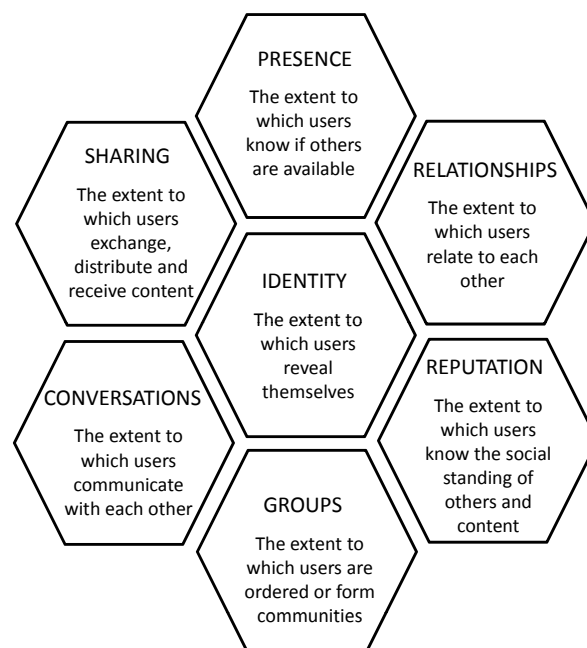 PRESENCE
The extent to
which users
know if others
are available
SHARING
The extent to
which users
exchange,
distribute and
receive content
RELATIONSHIPS
The extent to
which users
relate to each
other
IDENTITY
The extent to
which users
reveal
themselves
CONVERSATIONS
The extent to
which users
communicate
with each other
REPUTATION
The extent to
which users
know the social
standing of
others and
content
GROUPS
The extent to
which users are
ordered or form
communities